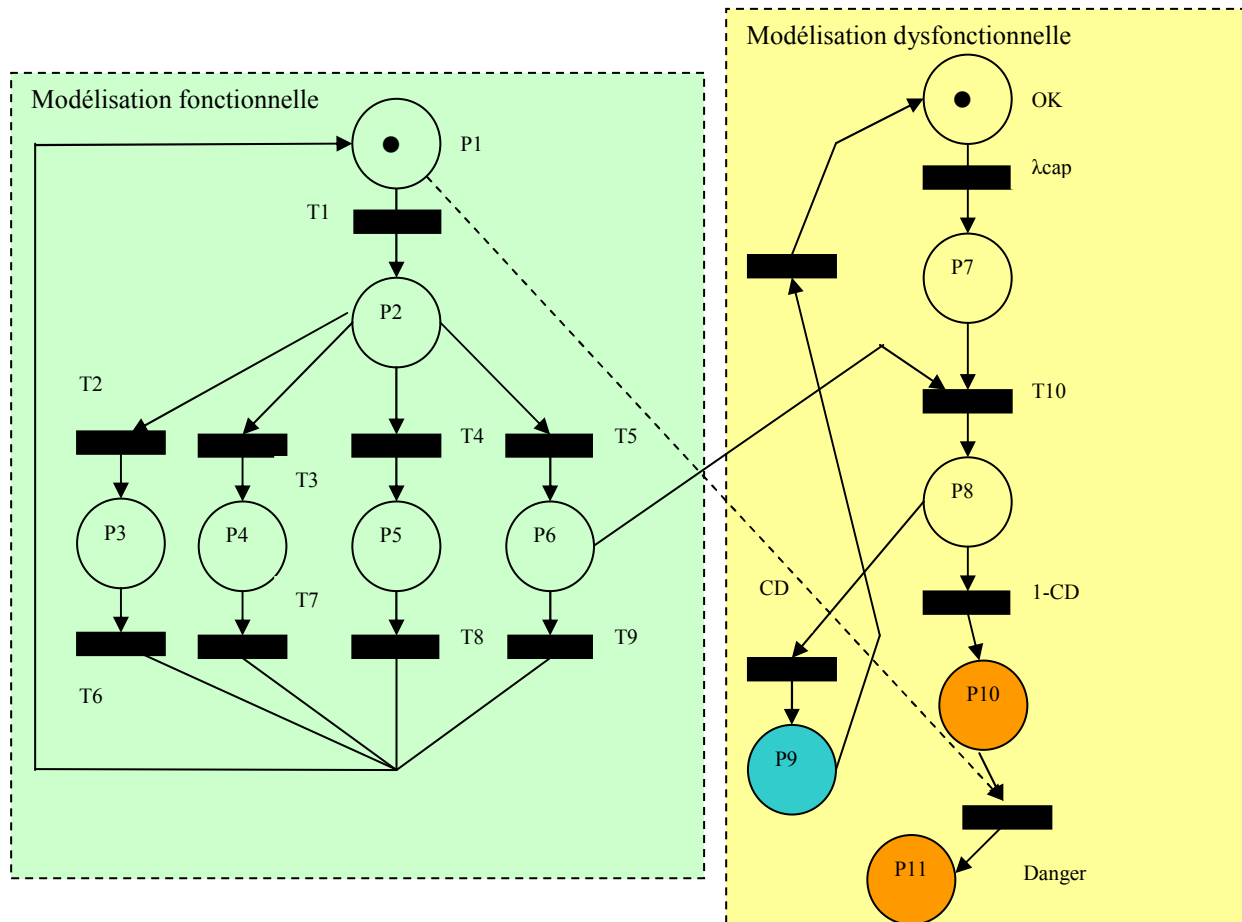 Modélisation dysfonctionnelle
Modélisation fonctionnelle
OK
P1
λcap
T1
P7
P2
T2
T10
T4
T5
T3
P8
P3
P4
P5
P6
CD
1-CD
T7
T8
T9
T6
P10
P9
P11
Danger